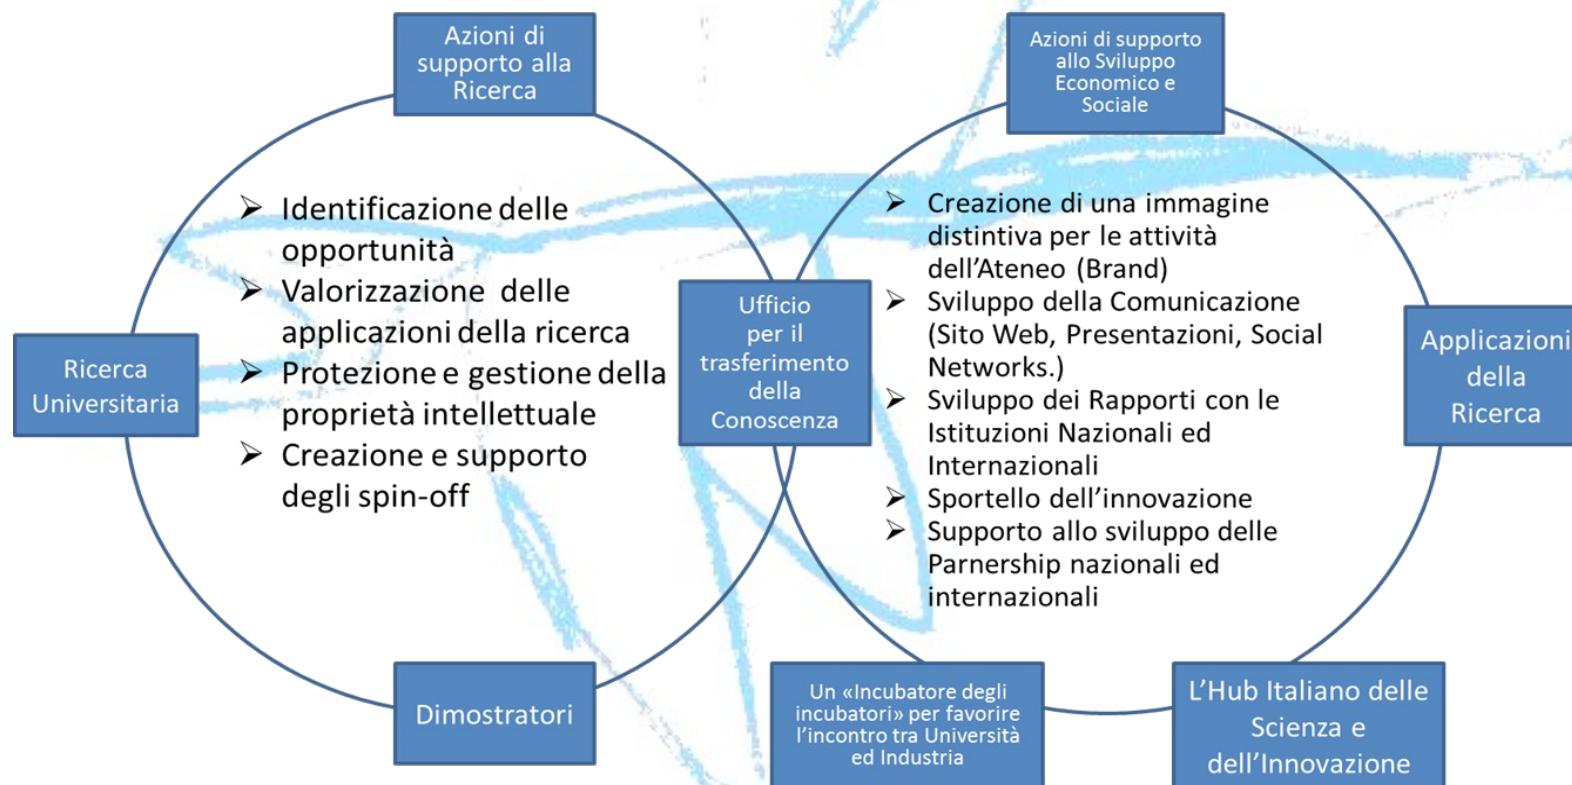 Azioni di
supporto alla
Ricerca
Azioni di supporto
allo Sviluppo
Economico e
Sociale
➢ Identificazione delle
opportunità
➢ Valorizzazione delle
applicazioni della ricerca
➢ Protezione e gestione della
proprietà intellettuale
➢ Creazione e supporto
degli spin-off
➢ Creazione di una immagine
distintiva per le attività
dell’Ateneo (Brand)
➢ Sviluppo della Comunicazione
(Sito Web, Presentazioni, Social
Networks.)
➢ Sviluppo dei Rapporti con le
Istituzioni Nazionali ed
Internazionali
➢ Sportello dell’innovazione
➢ Supporto allo sviluppo delle
Parnership nazionali ed
internazionali
Ricerca
Universitaria
Ufficio
per il
trasferimento
della
Conoscenza
Applicazioni
della
Ricerca
Dimostratori
Un «Incubatore degli
incubatori» per favorire
l’incontro tra Università
ed Industria
L’Hub Italiano delle
Scienza e
dell’Innovazione